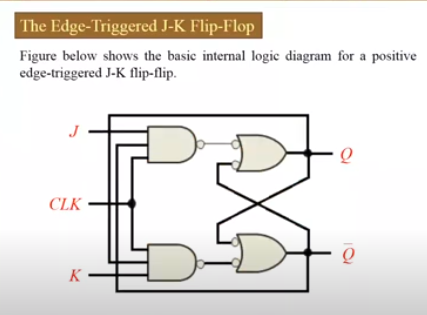 The Edge-Triggered J-K Flip-Flop
Figure below shows the basic internal logic diagram for a positive
edge-triggered J-K flip-flip.
J
Q
CLK
Q̅
K